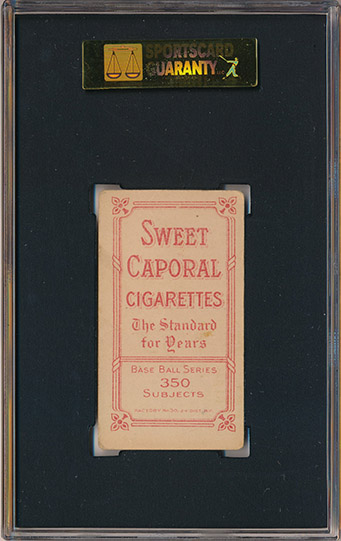 SPORTSCARD
GUARANTY
SWEET
CAPORAL
CIGARETTES
The Standard
for Years
BASE BALL SERIES
350
SUBJECTS